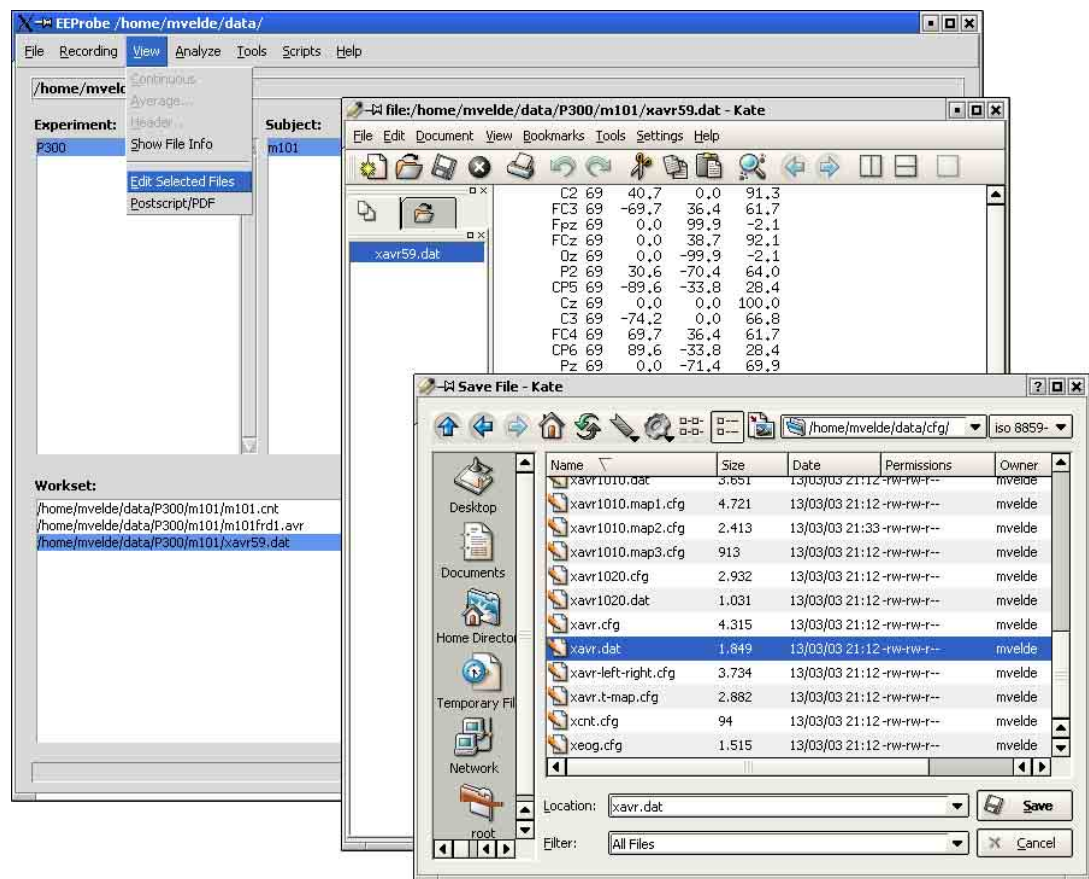 EEProbe /home/mvelde/data/
File Recording View Analyze Tools Scripts Help
/home/mveld
Continuous
Average...
Header...
Show File Info
Edit Selected Files
Postscript/PDF
Experiment:
P300
Subject:
m101
Workset:
/home/mvelde/data/P300/m101/m101.cnt
/home/mvelde/data/P300/m101/m101frd1.avr
/home/mvelde/data/P300/m101/xavr59.dat
file:/home/mvelde/data/P300/m101/xavr59.dat - Kate
File Edit Document View Bookmarks Tools Settings Help
xavr59.dat
C2 69 40.7 0.0 91.3
FC3 69 -69.7 36.4 61.7
Fpz 69 0.0 99.9 -2.1
FCz 69 0.0 38.7 92.1
Oz 69 0.0 -99.9 -2.1
P2 69 30.6 -70.4 64.0
CP5 69 -89.6 -33.8 28.4
Cz 69 0.0 0.0 100.0
C3 69 -74.2 0.0 66.8
FC4 69 69.7 36.4 61.7
CP6 69 89.6 -33.8 28.4
Pz 69 0.0 -71.4 69.9
Save File - Kate
/home/mvelde/data/cfg/ iso 8859-
Desktop
Documents
Home Director
Temporary Fil
Network
root
Name Size Date Permissions Owner
xavr1010.dat 3.651 13/03/03 21:12 -rw-rw-r-- mvelde
xavr1010.map1.cfg 4.721 13/03/03 21:12 -rw-rw-r-- mvelde
xavr1010.map2.cfg 2.413 13/03/03 21:33 -rw-rw-r-- mvelde
xavr1010.map3.cfg 913 13/03/03 21:12 -rw-rw-r-- mvelde
xavr1020.cfg 2.932 13/03/03 21:12 -rw-rw-r-- mvelde
xavr1020.dat 1.031 13/03/03 21:12 -rw-rw-r-- mvelde
xavr.cfg 4.315 13/03/03 21:12 -rw-rw-r-- mvelde
xavr.dat 1.849 13/03/03 21:12 -rw-rw-r-- mvelde
xavr-left-right.cfg 3.734 13/03/03 21:12 -rw-rw-r-- mvelde
xavr.t-map.cfg 2.882 13/03/03 21:12 -rw-rw-r-- mvelde
xcnt.cfg 94 13/03/03 21:12 -rw-rw-r-- mvelde
xeog.cfg 1.515 13/03/03 21:12 -rw-rw-r-- mvelde
Location: xavr.dat Save
Filter: All Files Cancel